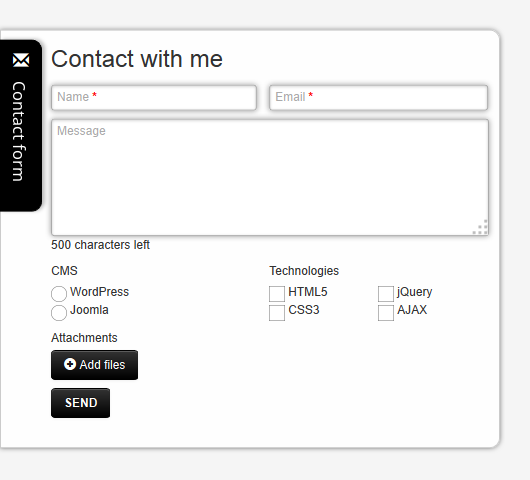 Contact form
Contact with me
Name *
Email *
Message
500 characters left
CMS
WordPress
Joomla
Technologies
HTML5
jQuery
CSS3
AJAX
Attachments
Add files
SEND